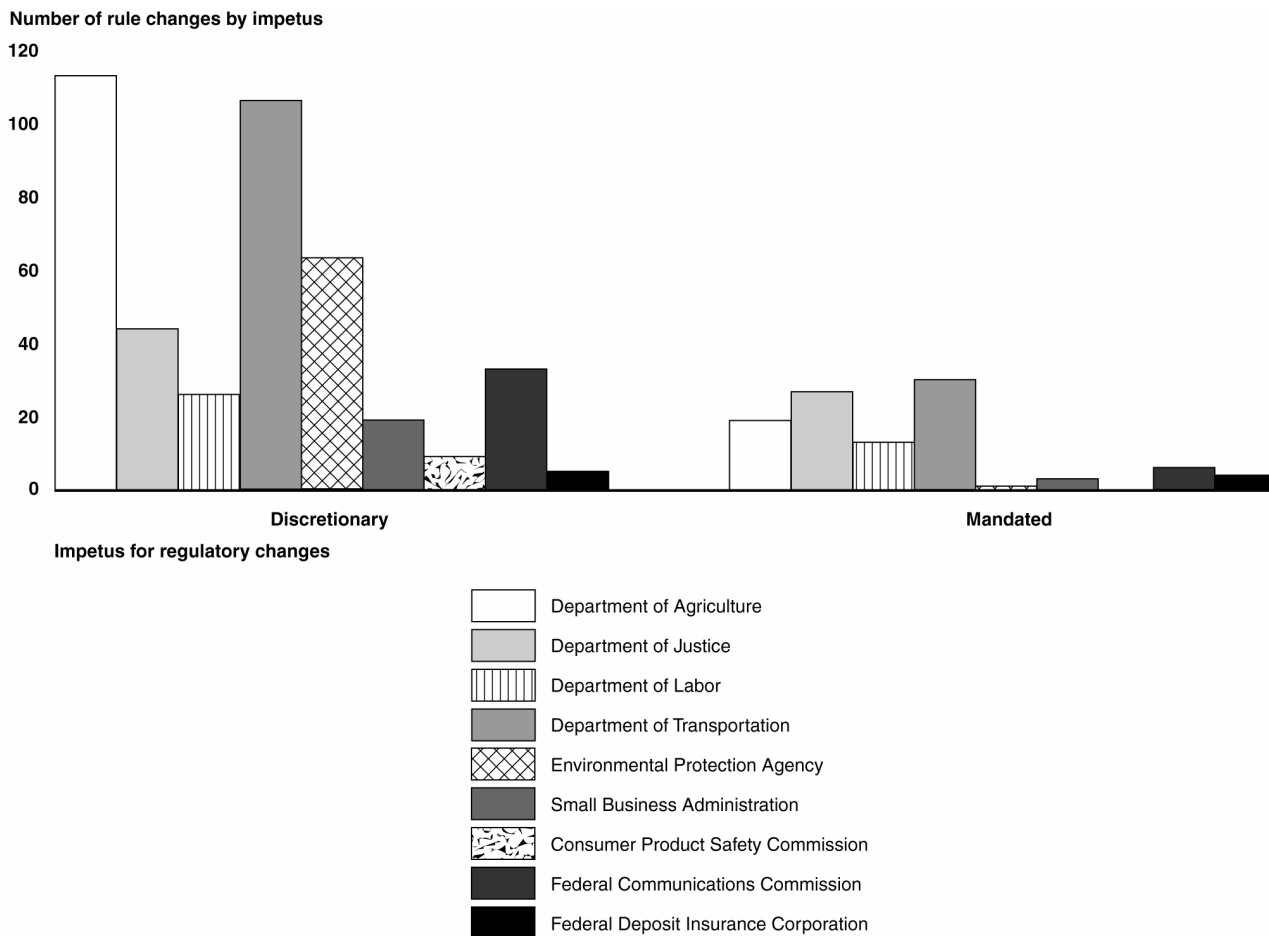 Number of rule changes by impetus
120
100
80
60
40
20
0
Discretionary Mandated
Impetus for regulatory changes
Department of Agriculture
Department of Justice
Department of Labor
Department of Transportation
Environmental Protection Agency
Small Business Administration
Consumer Product Safety Commission
Federal Communications Commission
Federal Deposit Insurance Corporation